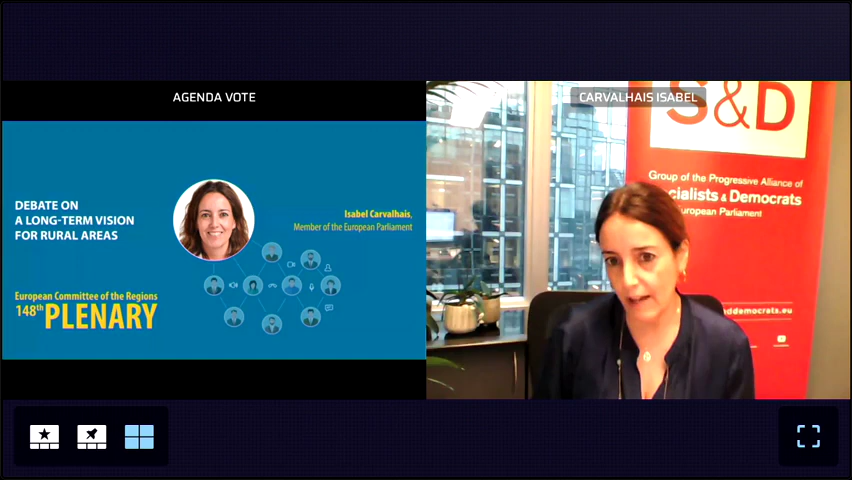 AGENDA VOTE
DEBATE ON
A LONG-TERM VISION
FOR RURAL AREAS
Isabel Carvalhais,
Member of the European Parliament
European Committee of the Regions
148th PLENARY
CARVALHAIS ISABEL
S&D
Group of the Progressive Alliance of
cialists & Democrats
European Parliament
ddemocrats.eu